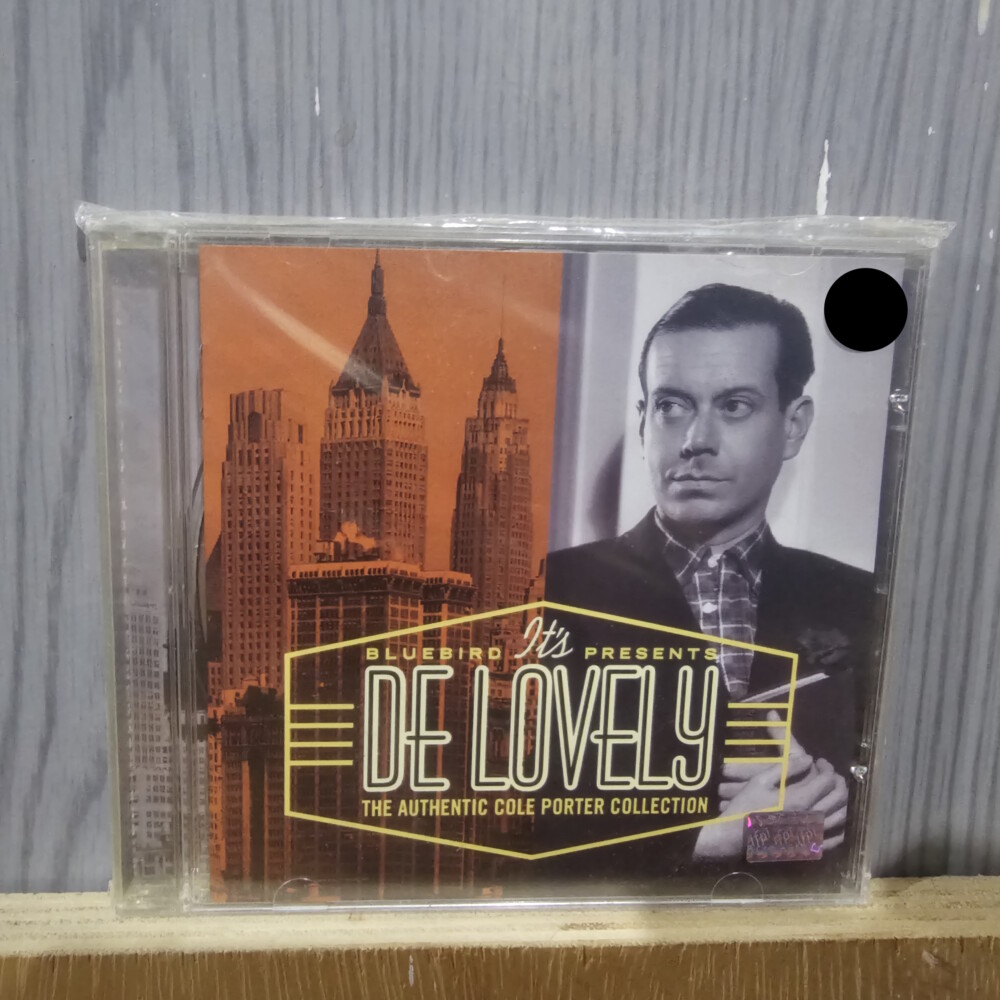 BLUEBIRD It's PRESENTS
DE LOVELY
THE AUTHENTIC COLE PORTER COLLECTION